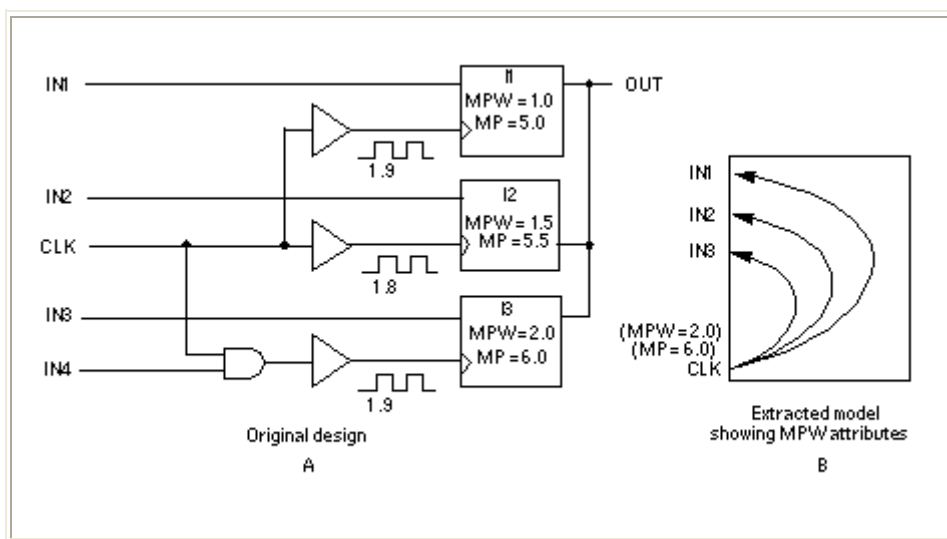 IN1
I1
MPW = 1.0
MP = 5.0
OUT
1.9
IN2
I2
MPW = 1.5
MP = 5.5
CLK
1.8
IN3
I3
MPW=2.0
MP = 6.0
IN4
1.9
Original design
A
IN1
IN2
IN3
(MPW=2.0)
(MP = 6.0)
CLK
Extracted model
showing MPW attributes
B